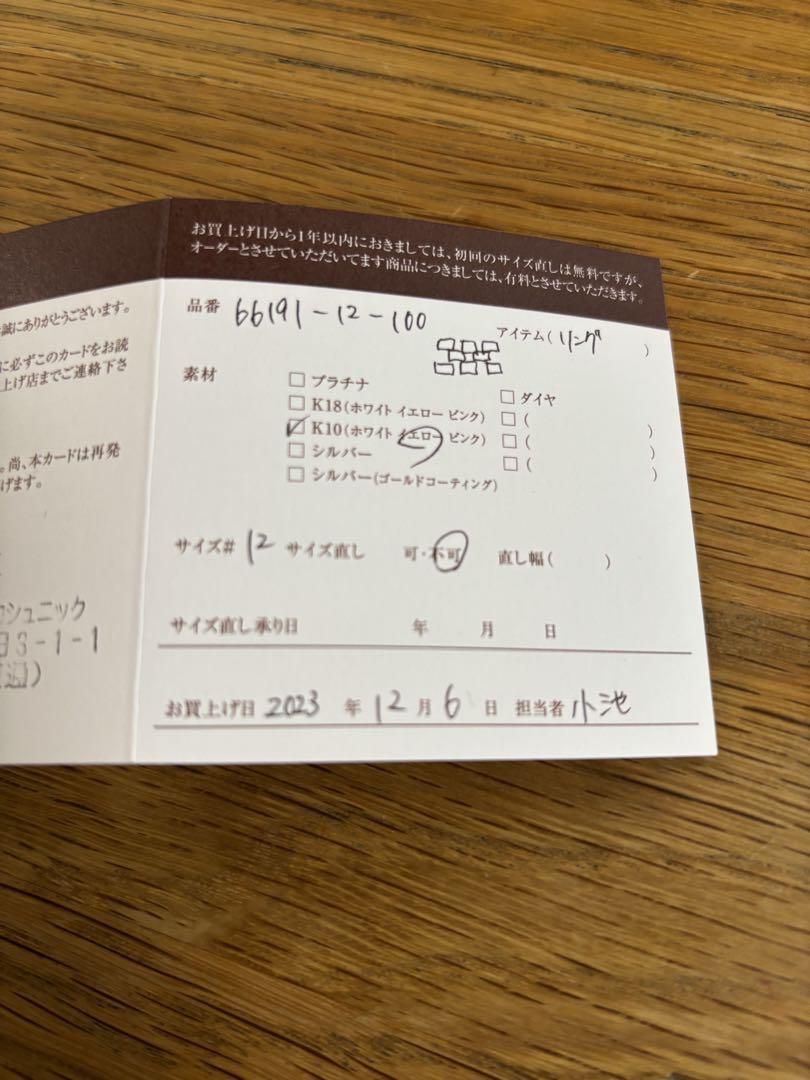 誠にありがとうございます。
に必ずこのカードをお読
上げ店までご連絡下さ
。尚、本カードは再発
げます。
シュニック
3-1-1
お買上げ日から1年以内におきましては、初回のサイズ直しは無料ですが、
オーダーとさせていただいてます商品につきましては、有料とさせていただきます。
品番 66191-12-100
アイテム( リング )
素材
□ プラチナ
□ K18(ホワイト イエロー ピンク)
☑ K10(ホワイト イエロー ピンク)
□ シルバー
□ シルバー(ゴールドコーティング)
□ ダイヤ
□ ( )
□ ( )
□ ( )
サイズ# 12 サイズ直し 可・不可 直し幅( )
サイズ直し承り日 年 月 日
お買上げ日 2023 年 12 月 6 日 担当者 小池